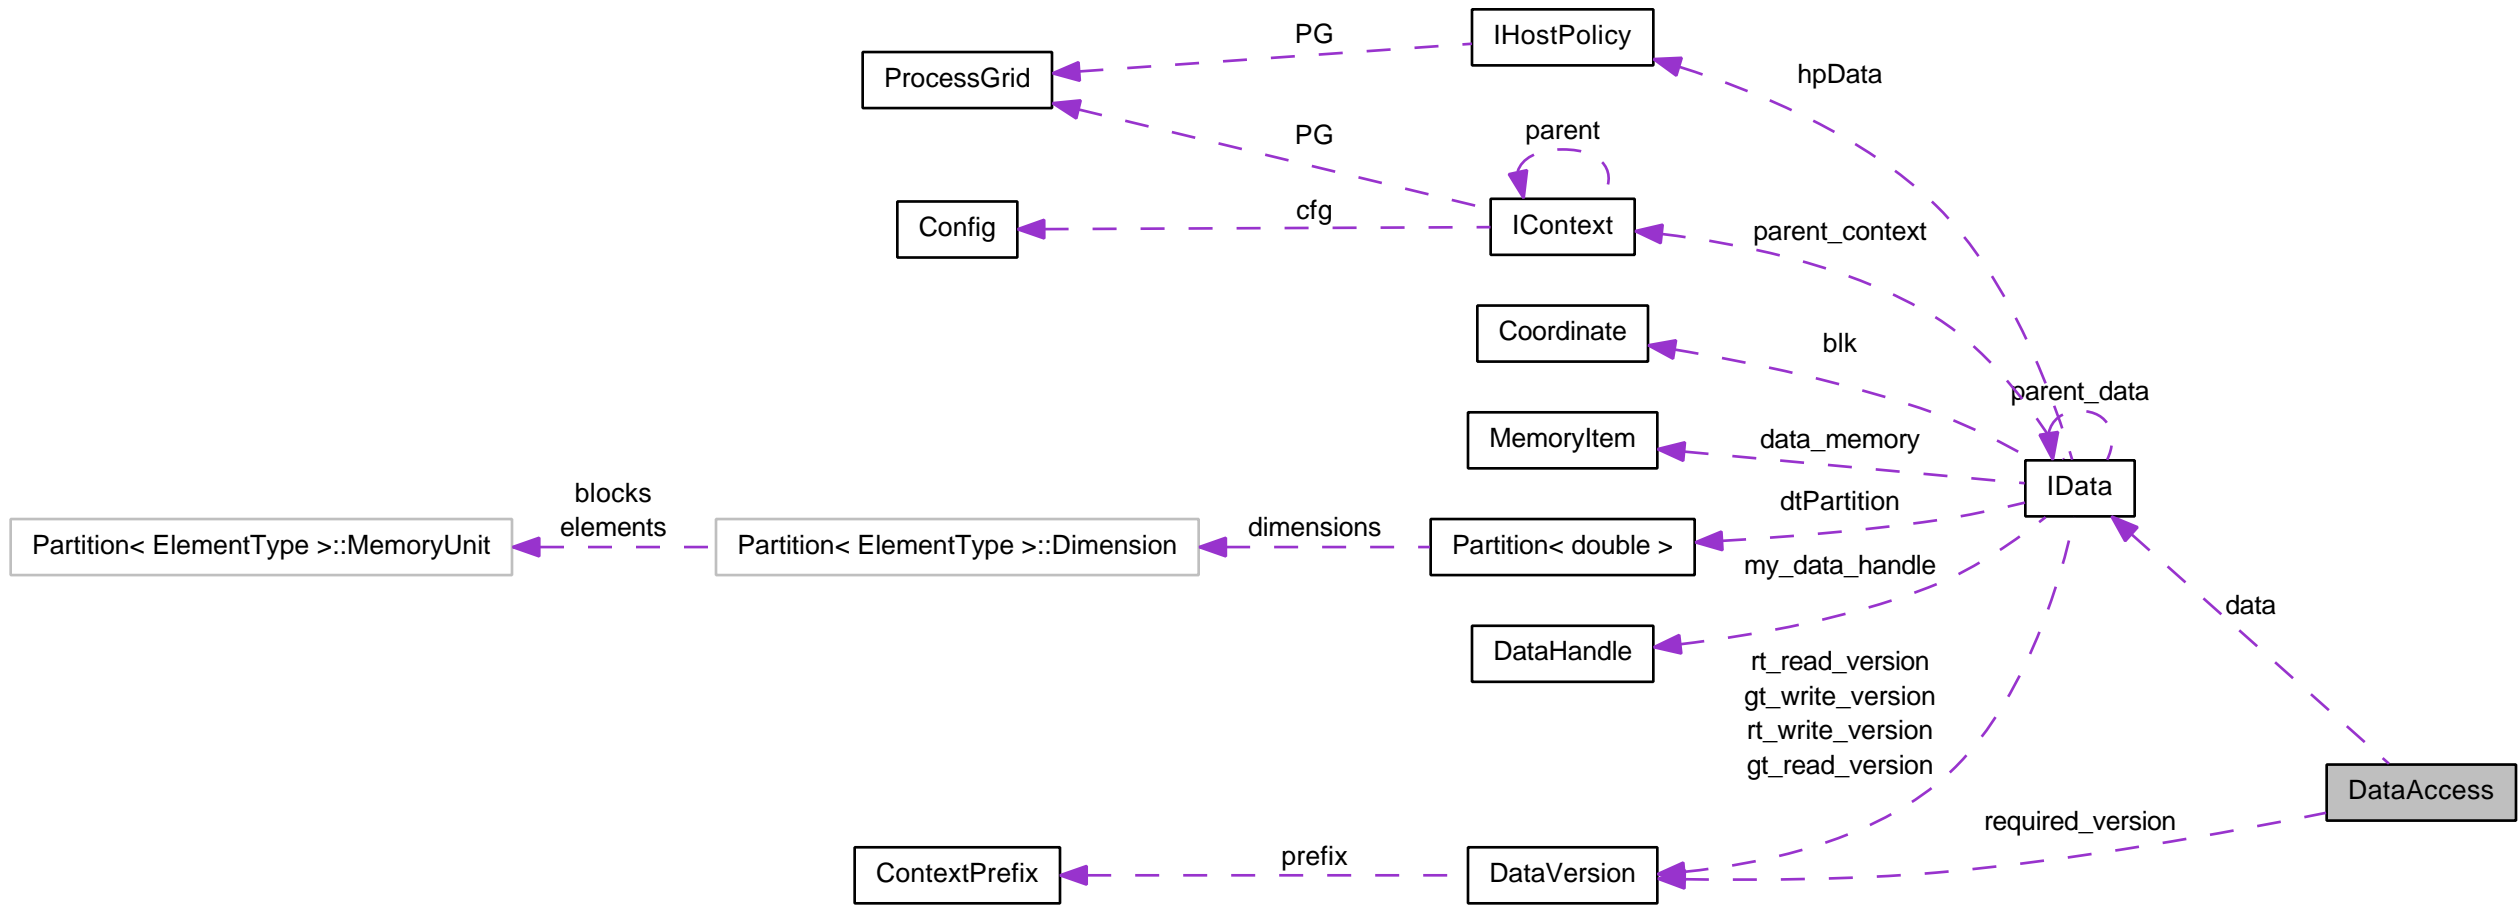 PG
IHostPolicy
ProcessGrid
hpData
PG
parent
cfg
Config
IContext
parent_context
Coordinate
blk
parent_data
MemoryItem
data_memory
IData
blocks
elements
dtPartition
Partition< ElementType >::MemoryUnit
Partition< ElementType >::Dimension
dimensions
Partition< double >
my_data_handle
data
DataHandle
rt_read_version
gt_write_version
rt_write_version
gt_read_version
DataAccess
required_version
ContextPrefix
prefix
DataVersion